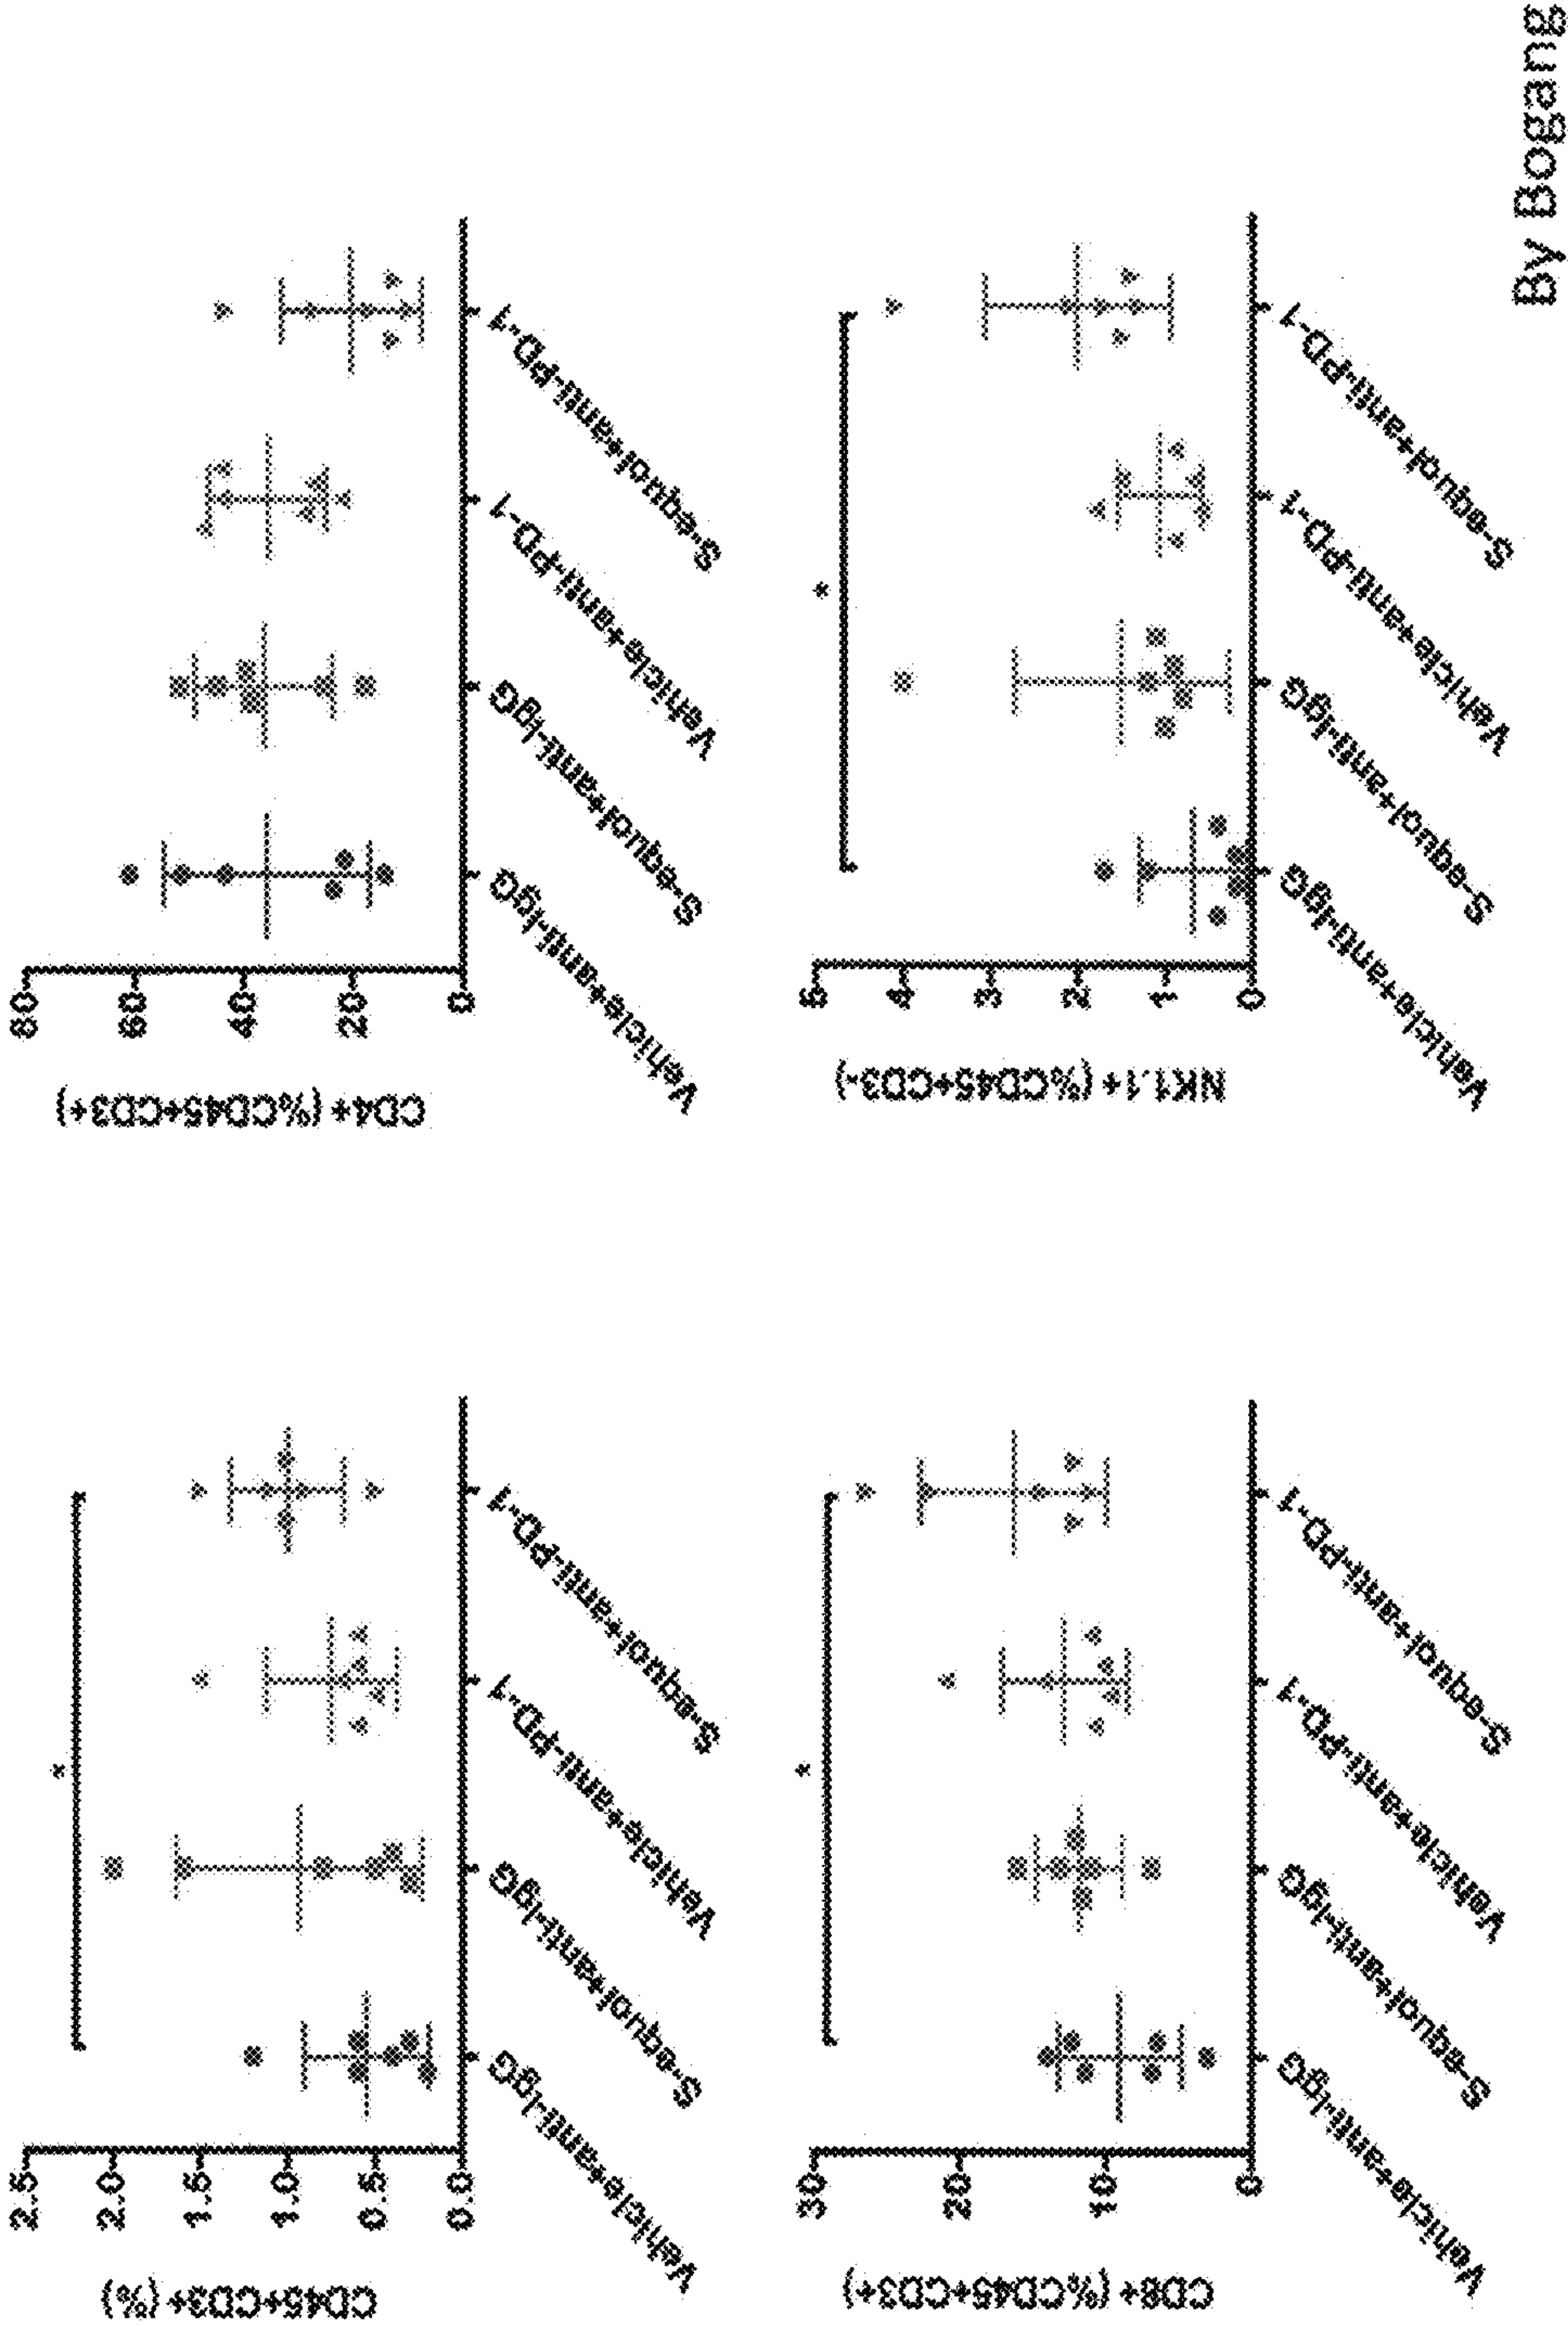 CD45+CD3+ (%)
2.5
2.0
1.5
1.0
0.5
0.0
*
Vehicle+anti-IgG
S-equol+anti-IgG
Vehicle+anti-PD-1
S-equol+anti-PD-1
CD4+ (%CD45+CD3+)
80
60
40
20
0
Vehicle+anti-IgG
S-equol+anti-IgG
Vehicle+anti-PD-1
S-equol+anti-PD-1
CD8+ (%CD45+CD3+)
30
20
10
0
*
Vehicle+anti-IgG
S-equol+anti-IgG
Vehicle+anti-PD-1
S-equol+anti-PD-1
NK1.1+ (%CD45+CD3-)
5
4
3
2
1
0
*
Vehicle+anti-IgG
S-equol+anti-IgG
Vehicle+anti-PD-1
S-equol+anti-PD-1
By Bogang